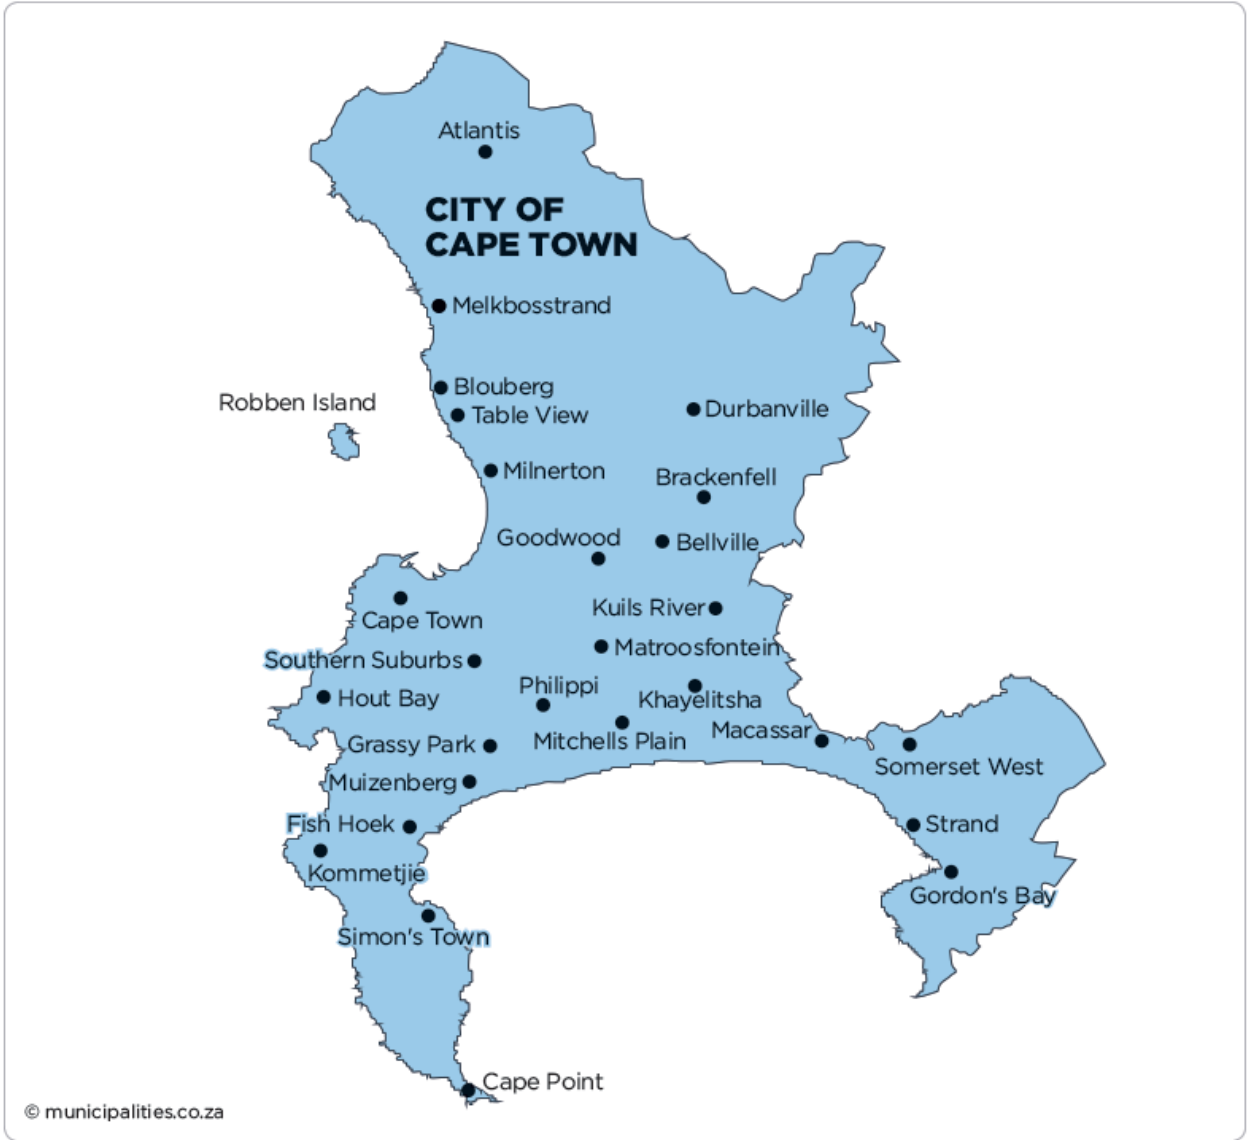 Atlantis
CITY OF
CAPE TOWN
Melkbosstrand
Blouberg
Robben Island
Table View
Durbanville
Milnerton
Brackenfell
Goodwood
Bellville
Kuils River
Cape Town
Matroosfontein
Southern Suburbs
Philippi
Hout Bay
Khayelitsha
Macassar
Mitchells Plain
Grassy Park
Somerset West
Muizenberg
Fish Hoek
Strand
Kommetjie
Gordon's Bay
Simon's Town
Cape Point
© municipalities.co.za